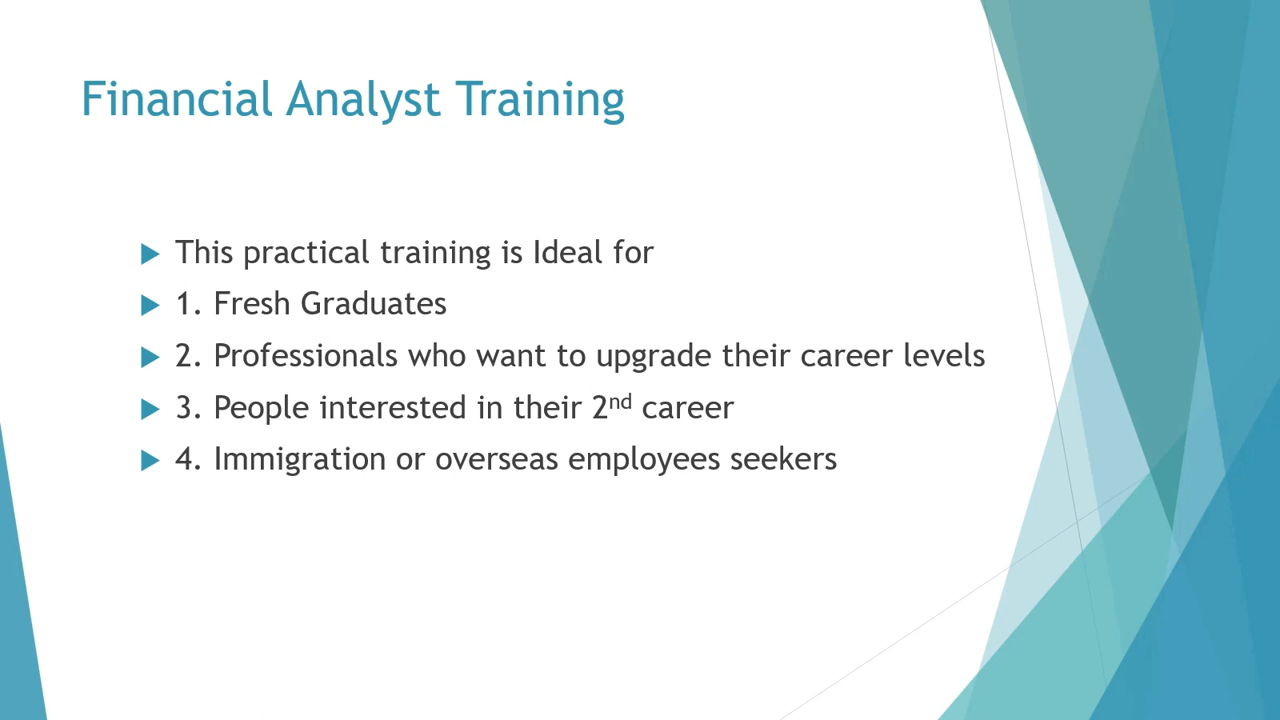 Financial Analyst Training
This practical training is Ideal for
1. Fresh Graduates
2. Professionals who want to upgrade their career levels
3. People interested in their 2nd career
4. Immigration or overseas employees seekers